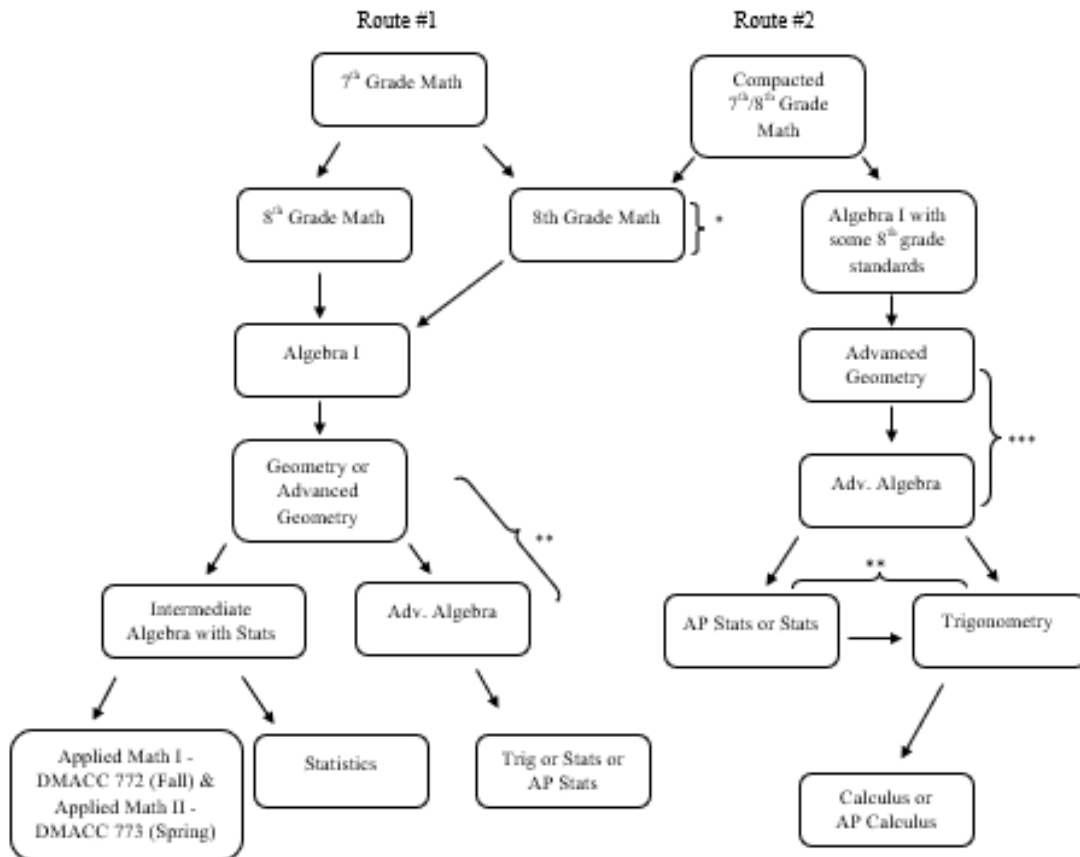 Route #1
Route #2
7th Grade Math
Compacted
7th/8th Grade
Math
8th Grade Math
8th Grade Math
*
Algebra I with
some 8th grade
standards
Algebra I
Advanced
Geometry
***
Geometry or
Advanced
Geometry
**
Adv. Algebra
**
Intermediate
Algebra with Stats
Adv. Algebra
AP Stats or Stats
Trigonometry
Applied Math I -
DMACC 772 (Fall) &
Applied Math II -
DMACC 773 (Spring)
Statistics
Trig or Stats or
AP Stats
Calculus or
AP Calculus